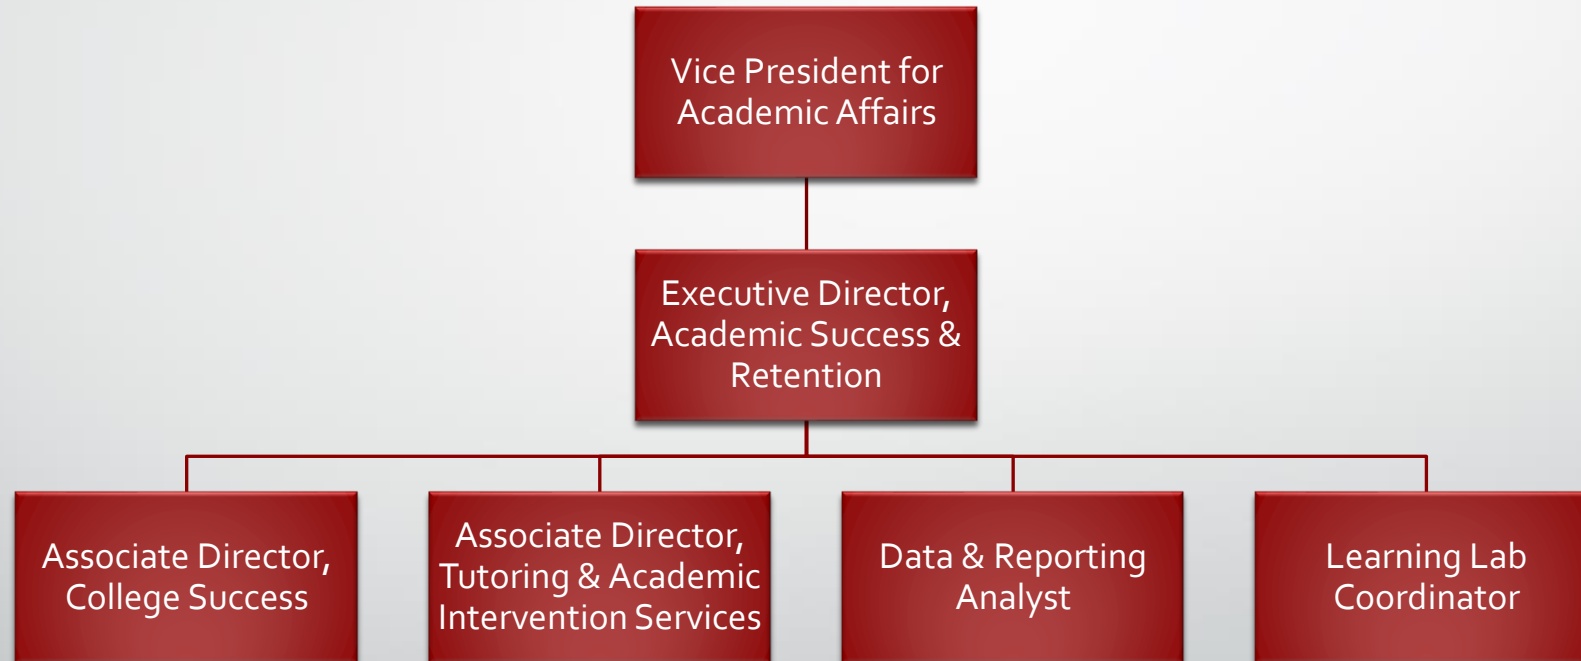 Vice President for
Academic Affairs
Executive Director,
Academic Success &
Retention
Associate Director,
College Success
Associate Director,
Tutoring & Academic
Intervention Services
Data & Reporting
Analyst
Learning Lab
Coordinator